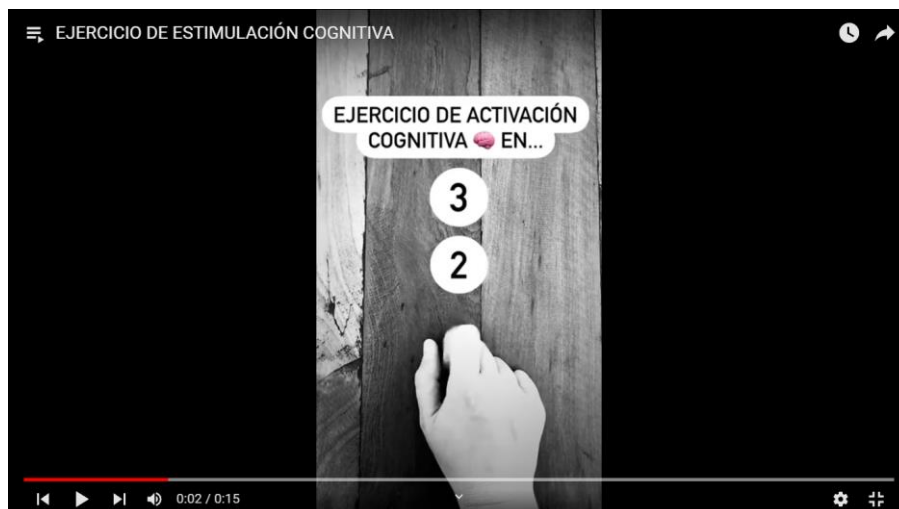 EJERCICIO DE ESTIMULACIÓN COGNITIVA
EJERCICIO DE ACTIVACIÓN
COGNITIVA 🧠 EN...
3
2
0:02 / 0:15